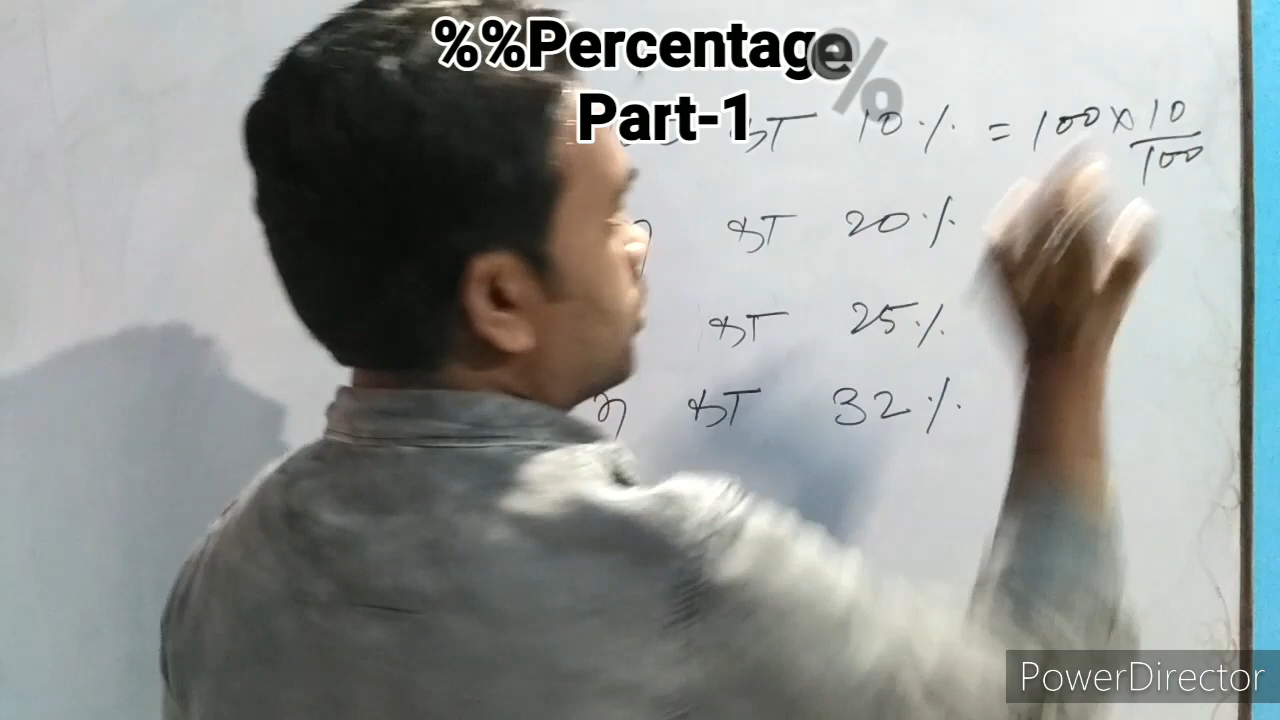 %%Percentage
Part-1
%
का 10% = 100 × 10/100
का 20%
का 25%
का 32%
PowerDirector